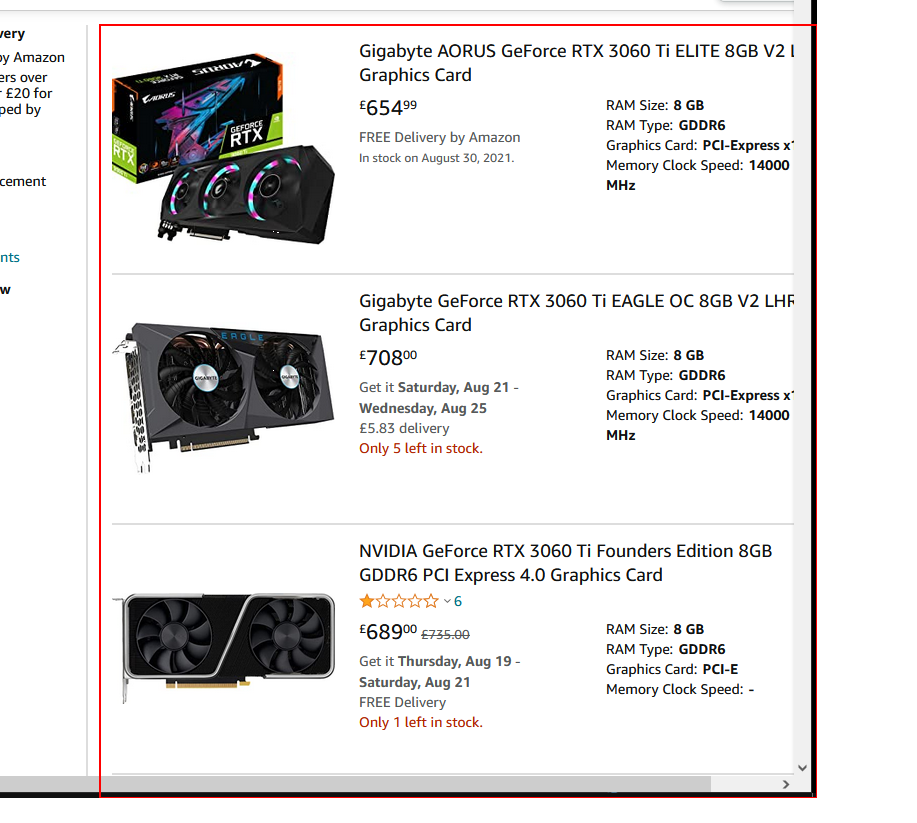 very
by Amazon
ers over
r £20 for
ped by
cement
nts
w
Gigabyte AORUS GeForce RTX 3060 Ti ELITE 8GB V2 L
Graphics Card
£654.99
FREE Delivery by Amazon
In stock on August 30, 2021.
RAM Size: 8 GB
RAM Type: GDDR6
Graphics Card: PCI-Express x1
Memory Clock Speed: 14000
MHz
AORUS
GEFORCE
RTX
GEFORCE
RTX
Gigabyte GeForce RTX 3060 Ti EAGLE OC 8GB V2 LHR
Graphics Card
£708.00
Get it Saturday, Aug 21 -
Wednesday, Aug 25
£5.83 delivery
Only 5 left in stock.
RAM Size: 8 GB
RAM Type: GDDR6
Graphics Card: PCI-Express x1
Memory Clock Speed: 14000
MHz
EAGLE
GIGABYTE
GIGABYTE
NVIDIA GeForce RTX 3060 Ti Founders Edition 8GB
GDDR6 PCI Express 4.0 Graphics Card
6
£689.00 £735.00
Get it Thursday, Aug 19 -
Saturday, Aug 21
FREE Delivery
Only 1 left in stock.
RAM Size: 8 GB
RAM Type: GDDR6
Graphics Card: PCI-E
Memory Clock Speed: -